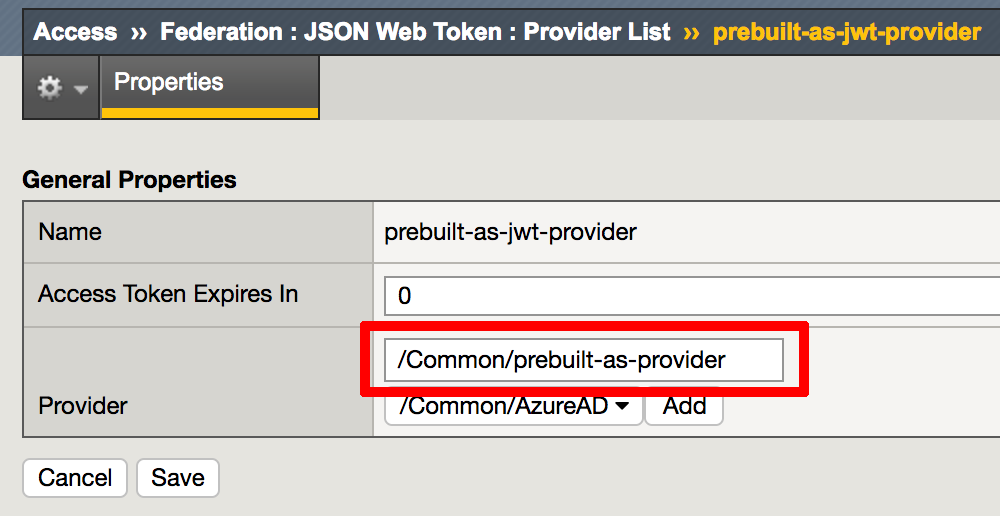 Access ›› Federation : JSON Web Token : Provider List ›› prebuilt-as-jwt-provider
Properties
General Properties
Name prebuilt-as-jwt-provider
Access Token Expires In 0
/Common/prebuilt-as-provider
Provider /Common/AzureAD Add
Cancel Save